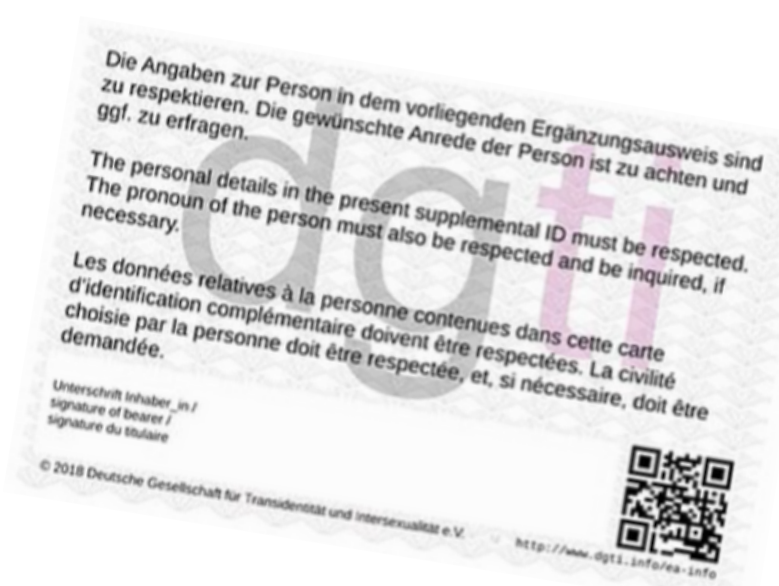 Die Angaben zur Person in dem vorliegenden Ergänzungsausweis sind
zu respektieren. Die gewünschte Anrede der Person ist zu achten und
ggf. zu erfragen.
The personal details in the present supplemental ID must be respected.
The pronoun of the person must also be respected and be inquired, if
necessary.
Les données relatives à la personne contenues dans cette carte
d'identification complémentaire doivent être respectées. La civilité
choisie par la personne doit être respectée, et, si nécessaire, doit être
demandée.
dgti
Unterschrift Inhaber_in /
signature of bearer /
signature du titulaire
© 2018 Deutsche Gesellschaft für Transidentität und Intersexualität e.V.
http://www.dgti.info/ea-info